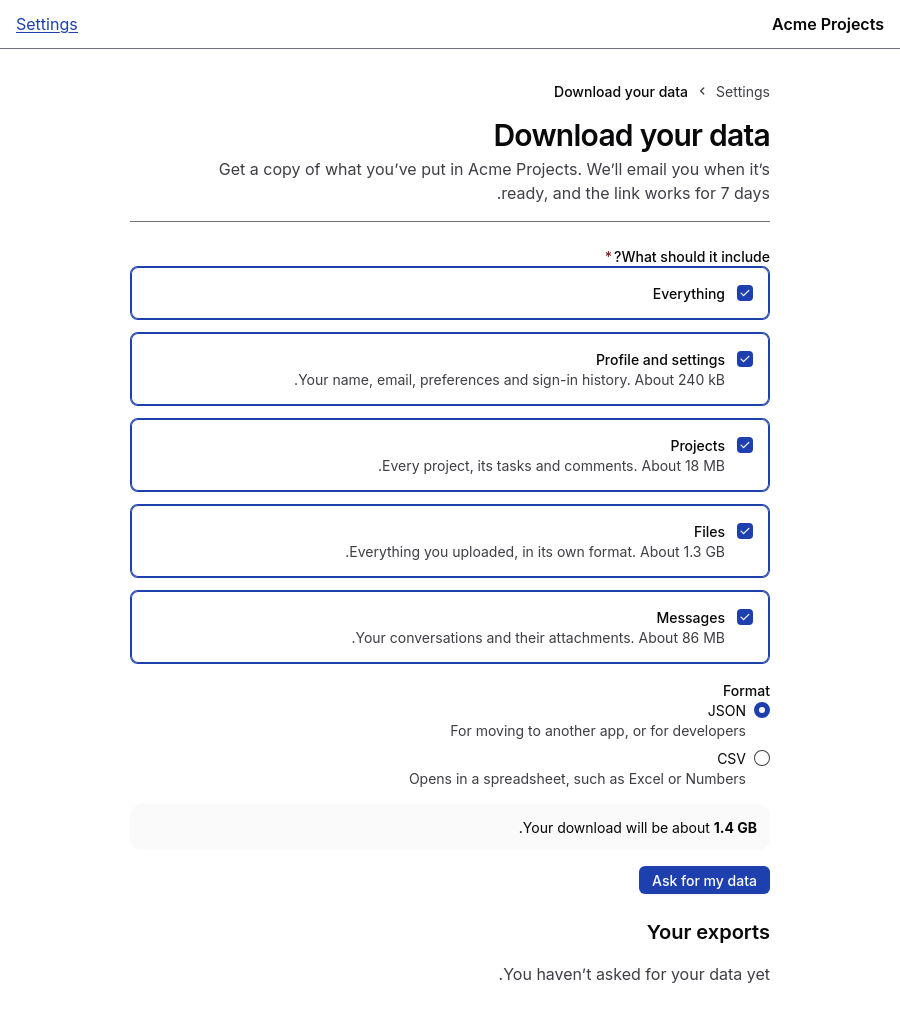 Acme Projects
Settings
Settings
Download your data
Download your data
Get a copy of what you’ve put in Acme Projects. We’ll email you when it’s
ready, and the link works for 7 days.
What should it include?*
Everything
Profile and settings
Your name, email, preferences and sign-in history. About 240 kB.
Projects
Every project, its tasks and comments. About 18 MB.
Files
Everything you uploaded, in its own format. About 1.3 GB.
Messages
Your conversations and their attachments. About 86 MB.
Format
JSON
For moving to another app, or for developers
CSV
Opens in a spreadsheet, such as Excel or Numbers
Your download will be about 1.4 GB.
Ask for my data
Your exports
You haven’t asked for your data yet.